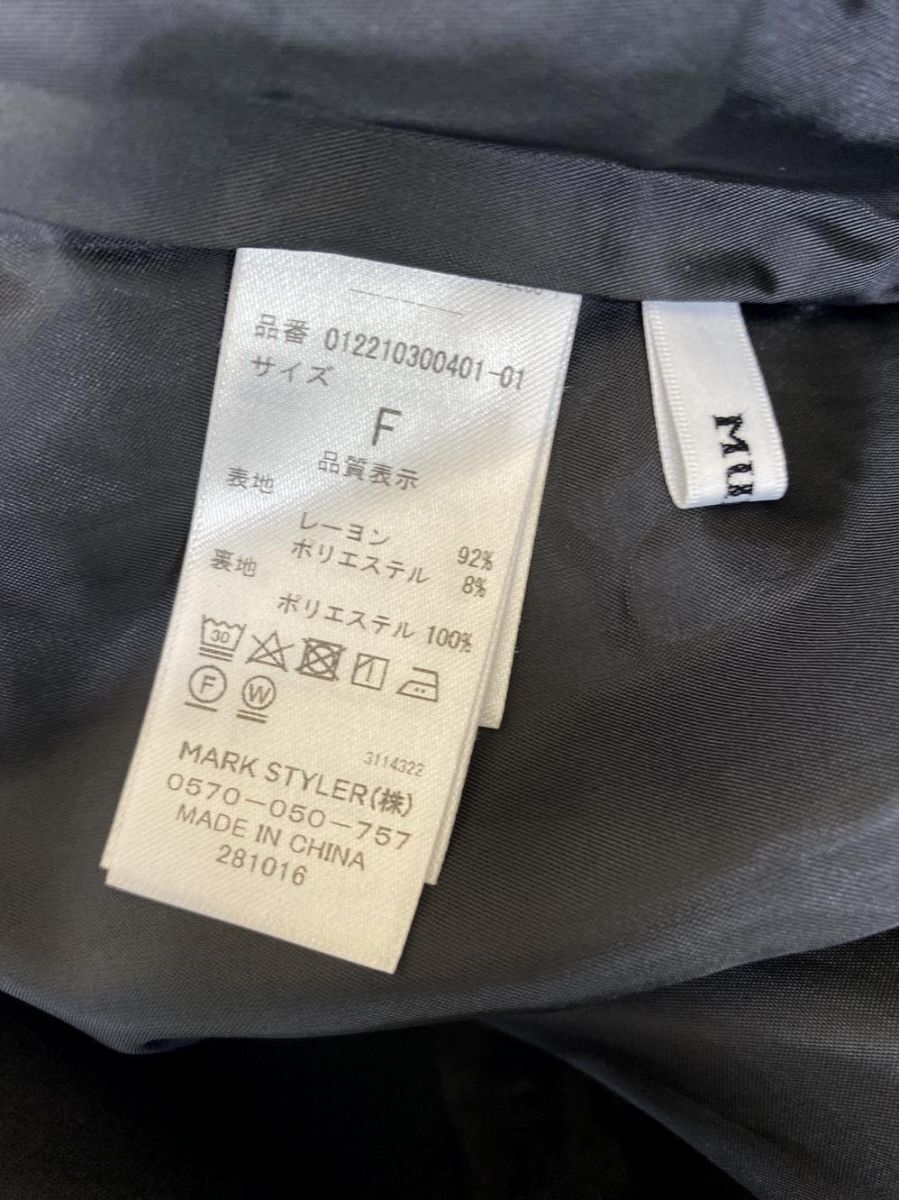 品番 012210300401-01
サイズ
F
品質表示
表地
レーヨン 92%
ポリエステル 8%
裏地
ポリエステル 100%
30
F W
3114322
MARK STYLER(株)
0570-050-757
MADE IN CHINA
281016